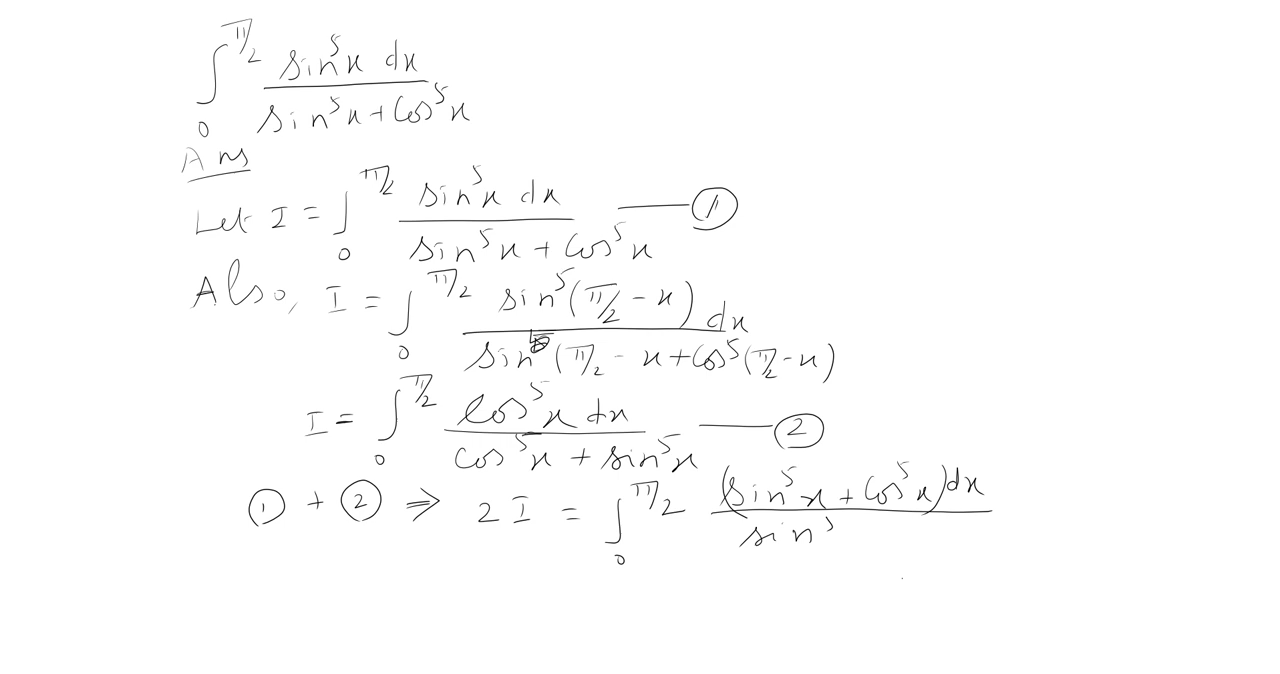 ∫₀^{π/2} sin⁵x dx / sin⁵x + cos⁵x
Ans
Let I = ∫₀^{π/2} sin⁵x dx / sin⁵x + cos⁵x —— ①
Also, I = ∫₀^{π/2} sin⁵(π/2 - x) / sin⁵(π/2 - x + cos⁵(π/2 - x) dx
I = ∫₀^{π/2} cos⁵x dx / cos⁵x + sin⁵x —— ②
① + ② ⇒ 2I = ∫₀^{π/2} (sin⁵x + cos⁵x) dx / sin⁵